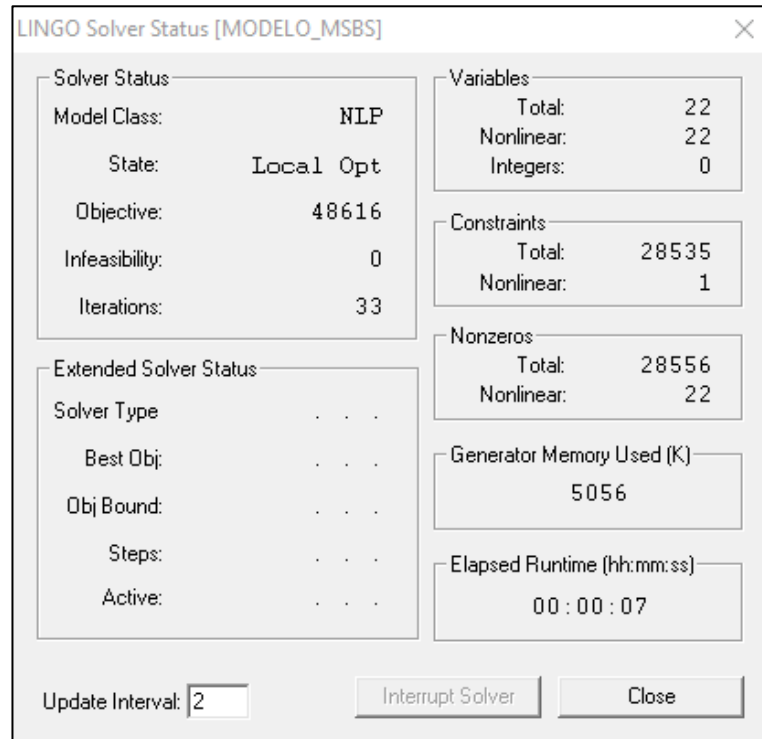 LINGO Solver Status [MODELO_MSBS]
Solver Status
Model Class: NLP
State: Local Opt
Objective: 48616
Infeasibility: 0
Iterations: 33
Extended Solver Status
Solver Type . . .
Best Obj: . . .
Obj Bound: . . .
Steps: . . .
Active: . . .
Variables
Total: 22
Nonlinear: 22
Integers: 0
Constraints
Total: 28535
Nonlinear: 1
Nonzeros
Total: 28556
Nonlinear: 22
Generator Memory Used (K)
5056
Elapsed Runtime (hh:mm:ss)
00:00:07
Update Interval: 2
Interrupt Solver
Close